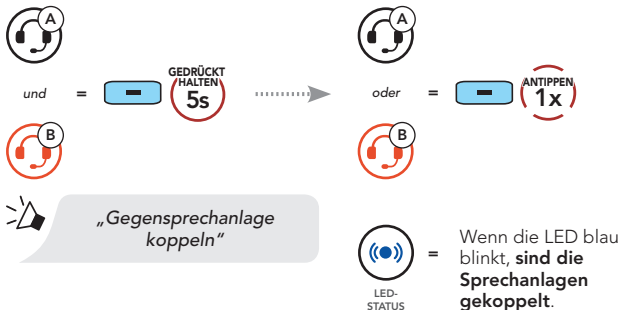 A
und
=
GEDRÜCKT
HALTEN
5s
B
„Gegensprechanlage
koppeln“
A
oder
=
ANTIPPEN
1x
B
LED-
STATUS
=
Wenn die LED blau
blinkt, sind die
Sprechanlagen
gekoppelt.